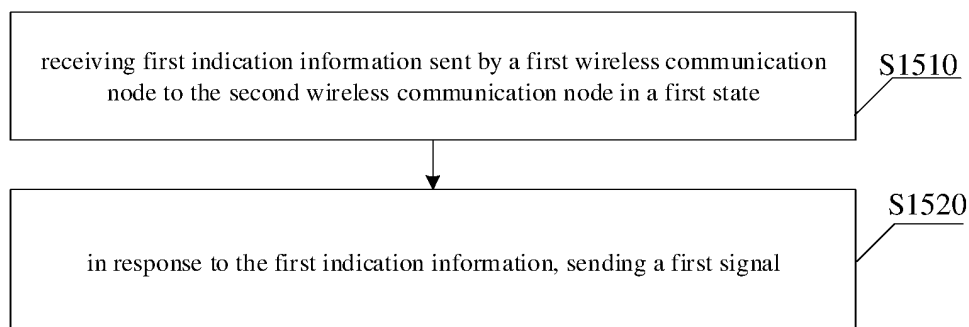 receiving first indication information sent by a first wireless communication
node to the second wireless communication node in a first state
S1510
in response to the first indication information, sending a first signal
S1520